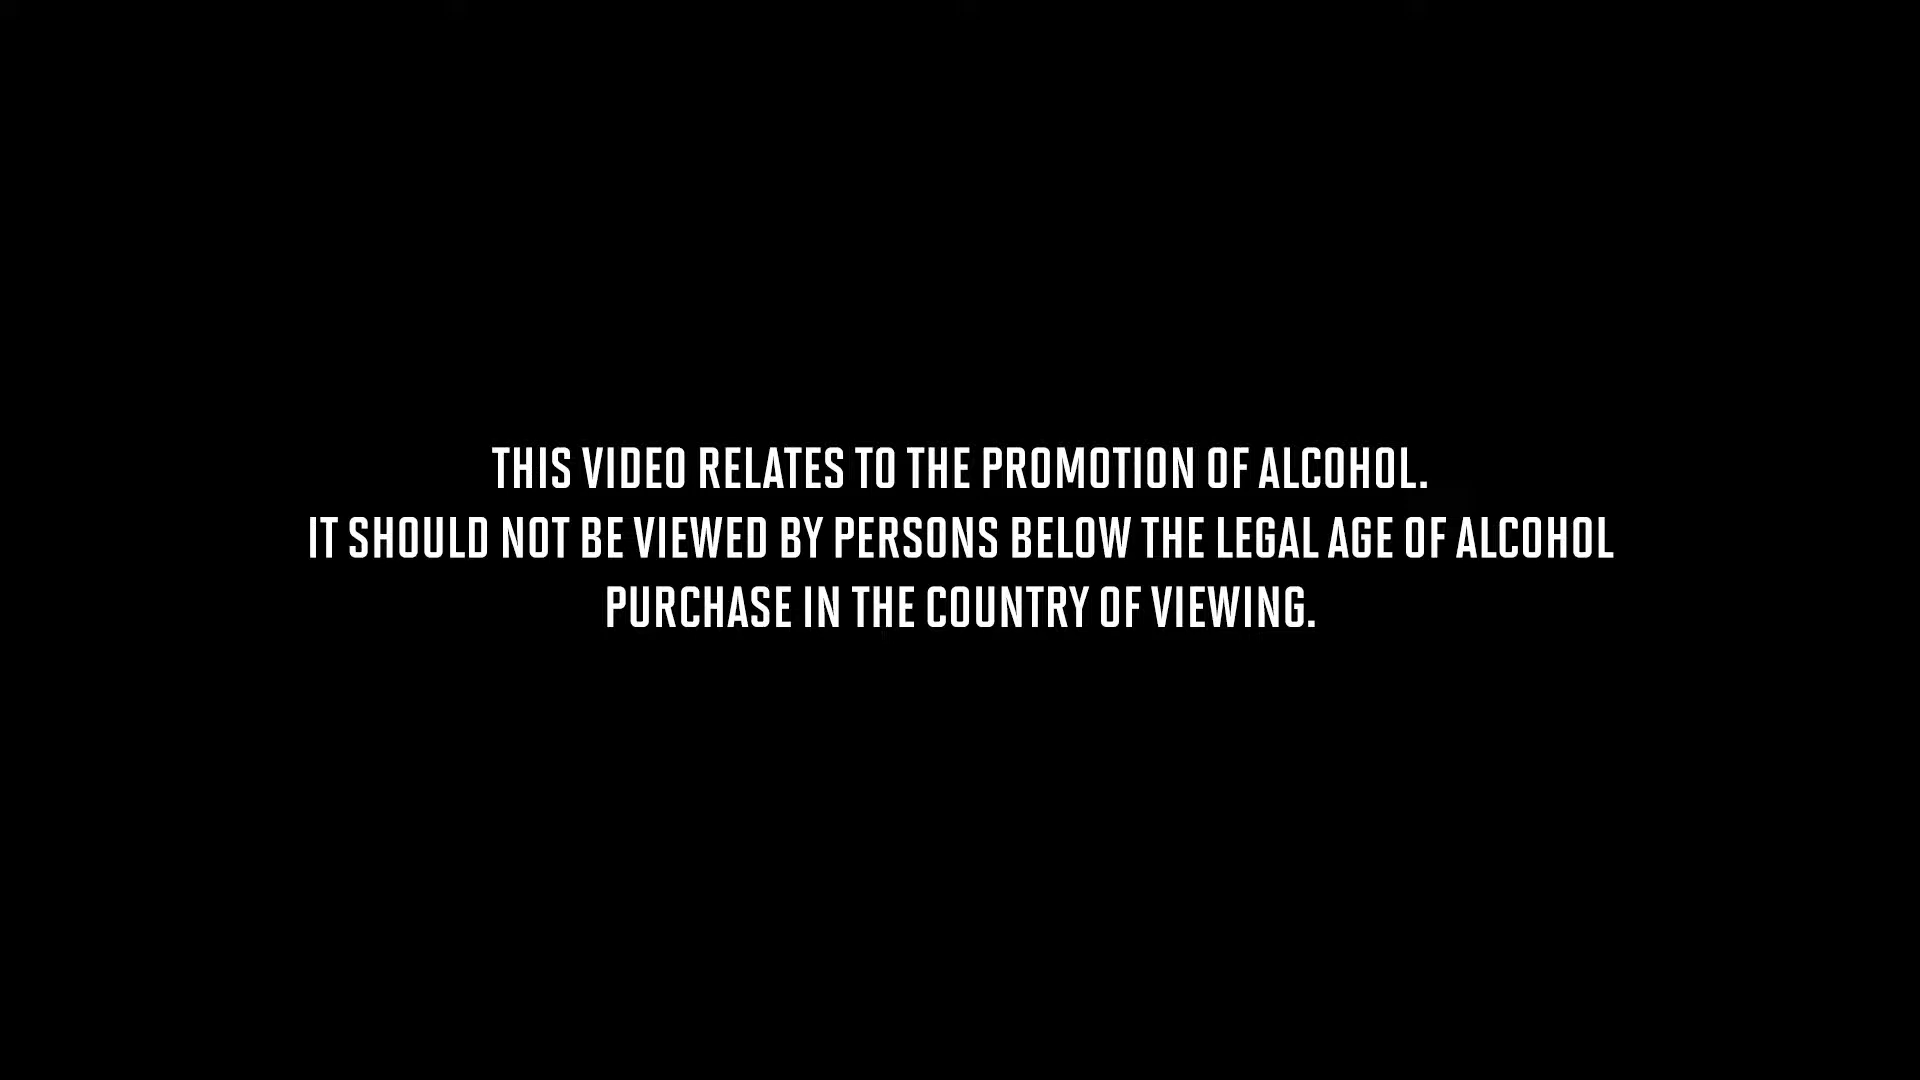 THIS VIDEO RELATES TO THE PROMOTION OF ALCOHOL.
IT SHOULD NOT BE VIEWED BY PERSONS BELOW THE LEGAL AGE OF ALCOHOL
PURCHASE IN THE COUNTRY OF VIEWING.